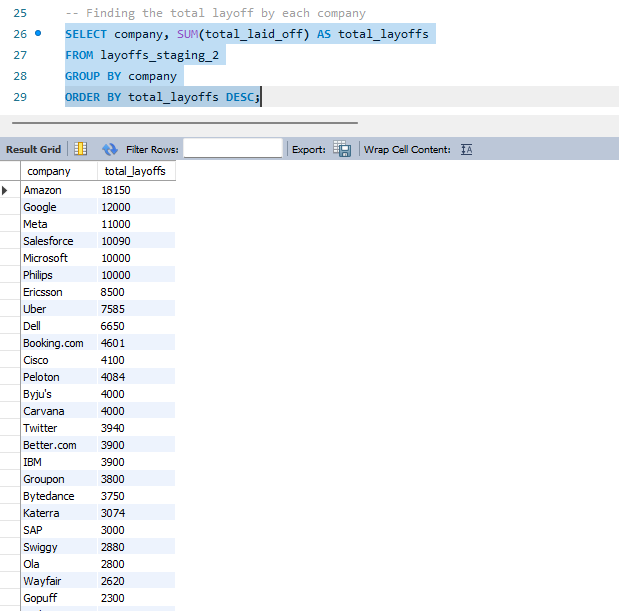 25 -- Finding the total layoff by each company
26 SELECT company, SUM(total_laid_off) AS total_layoffs
27 FROM layoffs_staging_2
28 GROUP BY company
29 ORDER BY total_layoffs DESC;
Result Grid Filter Rows: Export: Wrap Cell Content: IA
company total_layoffs
Amazon 18150
Google 12000
Meta 11000
Salesforce 10090
Microsoft 10000
Philips 10000
Ericsson 8500
Uber 7585
Dell 6650
Booking.com 4601
Cisco 4100
Peloton 4084
Byju's 4000
Carvana 4000
Twitter 3940
Better.com 3900
IBM 3900
Groupon 3800
Bytedance 3750
Katerra 3074
SAP 3000
Swiggy 2880
Ola 2800
Wayfair 2620
Gopuff 2300